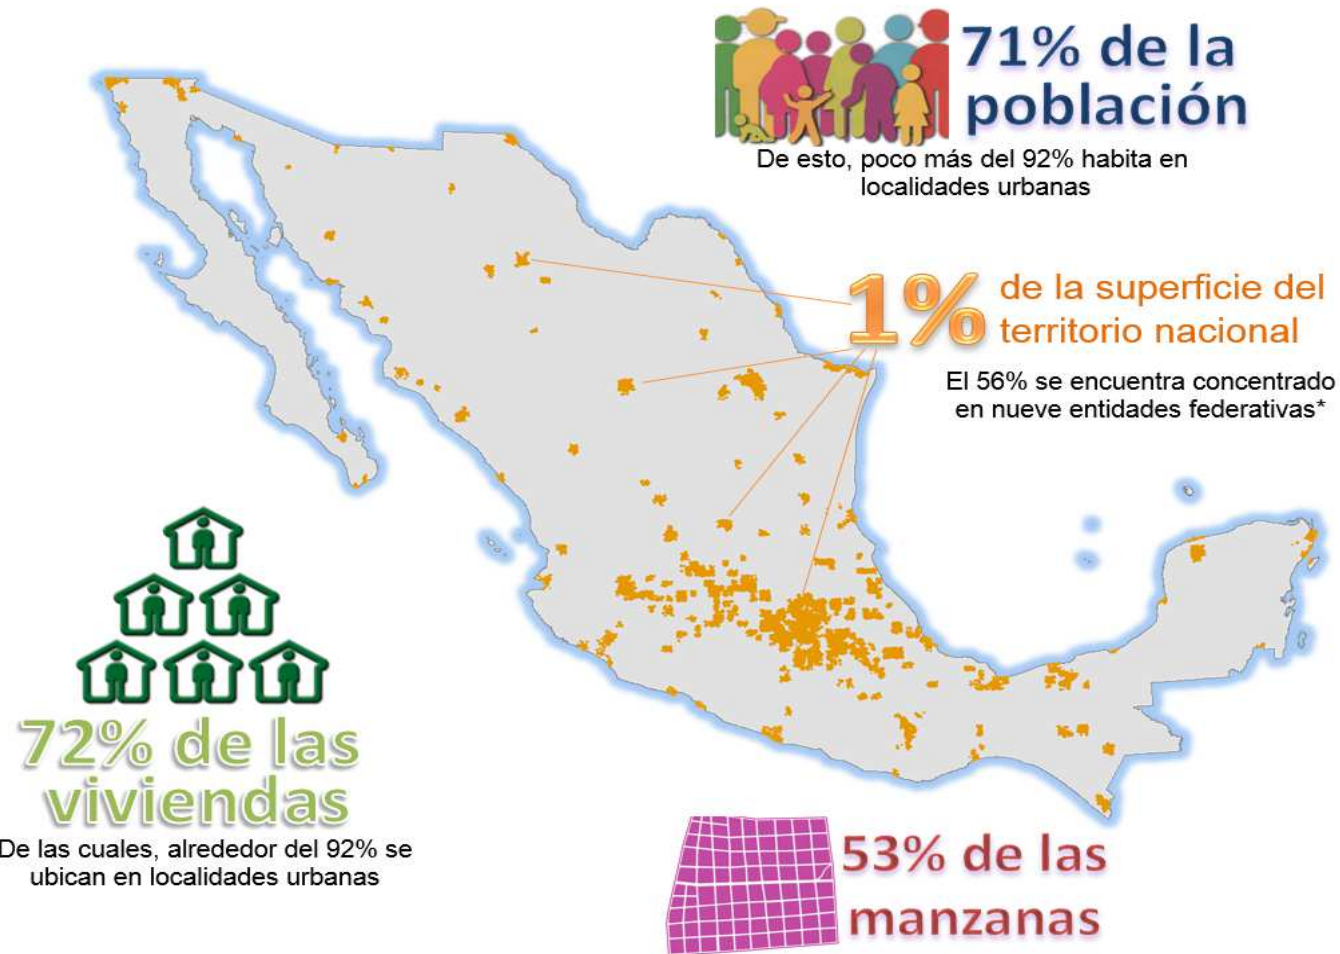 71% de la
población
De esto, poco más del 92% habita en
localidades urbanas
1% de la superficie del
territorio nacional
El 56% se encuentra concentrado
en nueve entidades federativas*
72% de las
viviendas
De las cuales, alrededor del 92% se
ubican en localidades urbanas
53% de las
manzanas